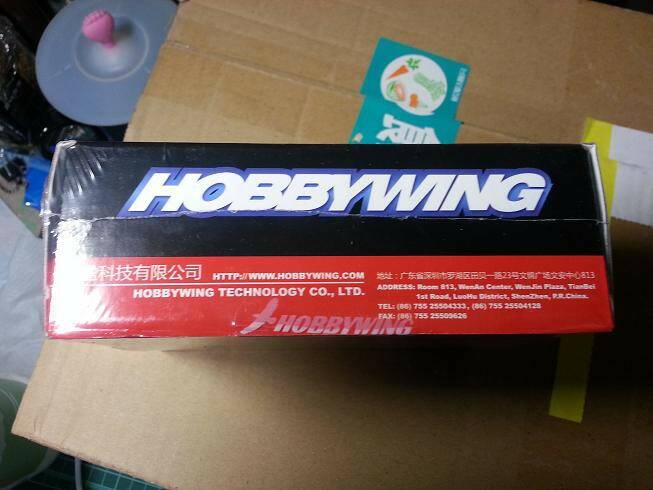 食
HOBBYWING
科技有限公司 HTTP://WWW.HOBBYWING.COM
HOBBYWING TECHNOLOGY CO., LTD.
地址：广东省深圳市罗湖区田贝一路23号文锦广场文安中心813
ADDRESS: Room 813, WenAn Center, WenJin Plaza, TianBei
1st Road, LuoHu District, ShenZhen, P.R.China.
TEL: (86) 755 25504333, (86) 755 25504128
FAX: (86) 755 25509626
HOBBYWING